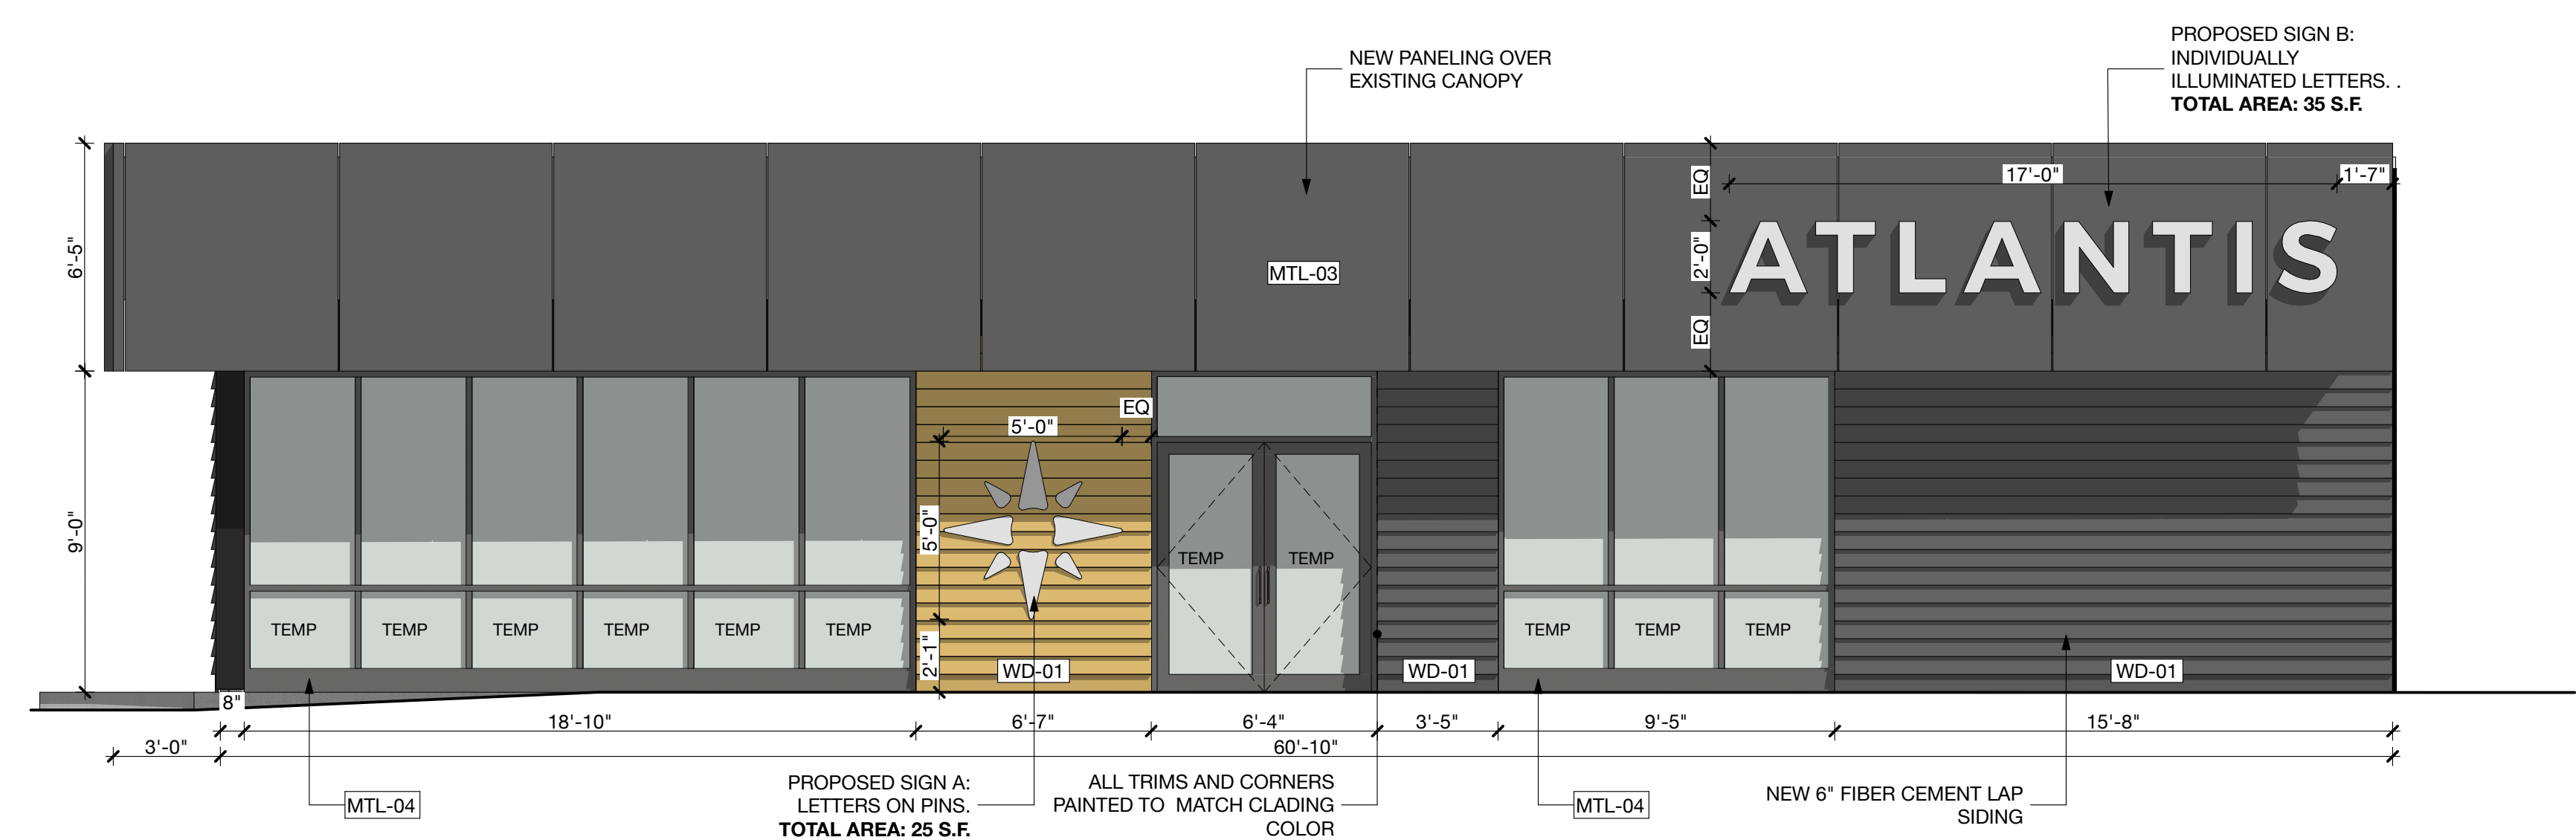 PROPOSED SIGN B:
INDIVIDUALLY
ILLUMINATED LETTERS. .
TOTAL AREA: 35 S.F.
NEW PANELING OVER
EXISTING CANOPY
EQ
17'-0"
1'-7"
6'-5"
2'-0"
ATLANTIS
MTL-03
EQ
EQ
5'-0"
9'-0"
5'-0"
TEMP
TEMP
TEMP
TEMP
TEMP
TEMP
TEMP
TEMP
TEMP
TEMP
TEMP
2'-1"
WD-01
WD-01
WD-01
8"
18'-10"
6'-7"
6'-4"
3'-5"
9'-5"
15'-8"
3'-0"
60'-10"
MTL-04
PROPOSED SIGN A:
LETTERS ON PINS.
TOTAL AREA: 25 S.F.
ALL TRIMS AND CORNERS
PAINTED TO MATCH CLADING
COLOR
MTL-04
NEW 6" FIBER CEMENT LAP
SIDING